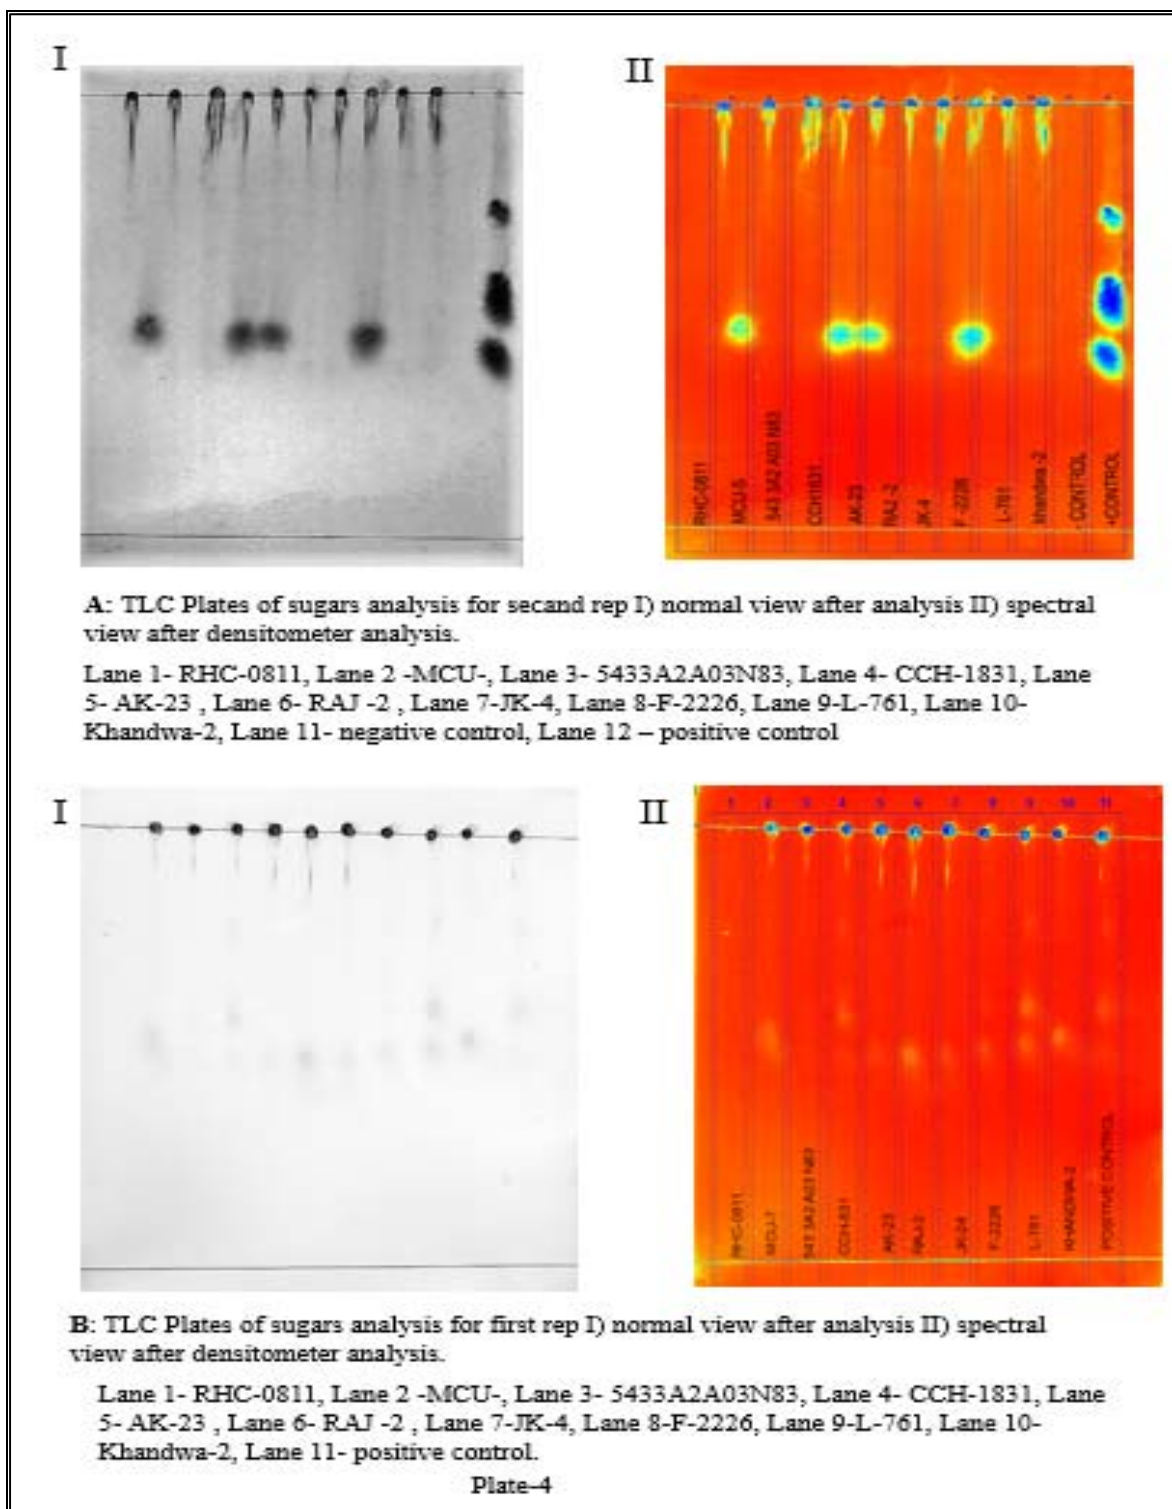 I
II
RHC-0811
MCU-5
543 3A2 A03 N83
CCH1831
AK-23
RAJ -2
JK-4
F -2226
L-761
khandwa -2
- CONTROL
+CONTROL
A: TLC Plates of sugars analysis for secand rep I) normal view after analysis II) spectral
view after densitometer analysis.
Lane 1- RHC-0811, Lane 2 -MCU-, Lane 3- 5433A2A03N83, Lane 4- CCH-1831, Lane
5- AK-23 , Lane 6- RAJ -2 , Lane 7-JK-4, Lane 8-F-2226, Lane 9-L-761, Lane 10-
Khandwa-2, Lane 11- negative control, Lane 12 – positive control
I
II
1 2 3 4 5 6 7 8 9 10 11
RHC-0811
MCU-?
543 3A2 A03 N83
CCH-831
AK-23
RAJ-2
JK-24
F-2226
L-761
KHANDWA-2
POSITIVE CONTROL
B: TLC Plates of sugars analysis for first rep I) normal view after analysis II) spectral
view after densitometer analysis.
Lane 1- RHC-0811, Lane 2 -MCU-, Lane 3- 5433A2A03N83, Lane 4- CCH-1831, Lane
5- AK-23 , Lane 6- RAJ -2 , Lane 7-JK-4, Lane 8-F-2226, Lane 9-L-761, Lane 10-
Khandwa-2, Lane 11- positive control.
Plate-4